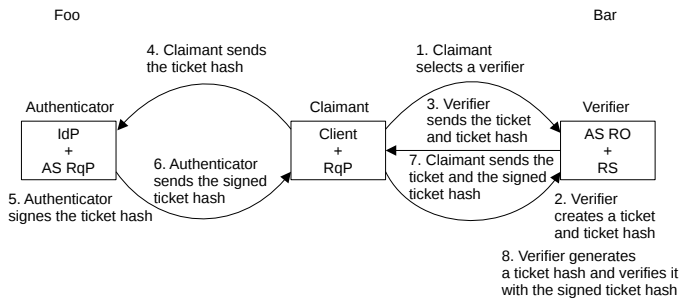 Foo
Bar
4. Claimant sends
the ticket hash
1. Claimant
selects a verifier
Authenticator
Claimant
Verifier
3. Verifier
sends the ticket
and ticket hash
IdP
+
AS RqP
Client
+
RqP
AS RO
+
RS
6. Authenticator
sends the signed
ticket hash
7. Claimant sends the
ticket and the signed
ticket hash
5. Authenticator
signes the ticket hash
2. Verifier
creates a ticket
and ticket hash
8. Verifier generates
a ticket hash and verifies it
with the signed ticket hash